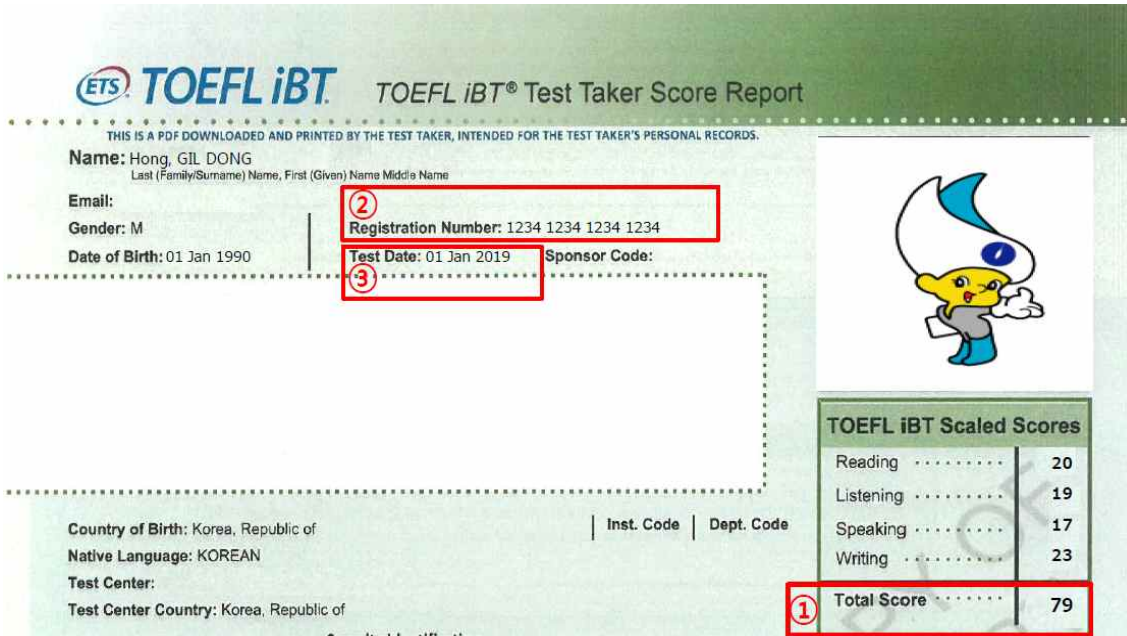 ETS TOEFL iBT. TOEFL iBT® Test Taker Score Report
THIS IS A PDF DOWNLOADED AND PRINTED BY THE TEST TAKER, INTENDED FOR THE TEST TAKER'S PERSONAL RECORDS.
Name: Hong, GIL DONG
Last (Family/Surname) Name, First (Given) Name Middle Name
Email:
②
Gender: M
Registration Number: 1234 1234 1234 1234
Date of Birth: 01 Jan 1990
Test Date: 01 Jan 2019
Sponsor Code:
③
TOEFL iBT Scaled Scores
Reading ......... 20
Listening ......... 19
Speaking ......... 17
Writing .......... 23
① Total Score ....... 79
Country of Birth: Korea, Republic of
Inst. Code
Dept. Code
Native Language: KOREAN
Test Center:
Test Center Country: Korea, Republic of